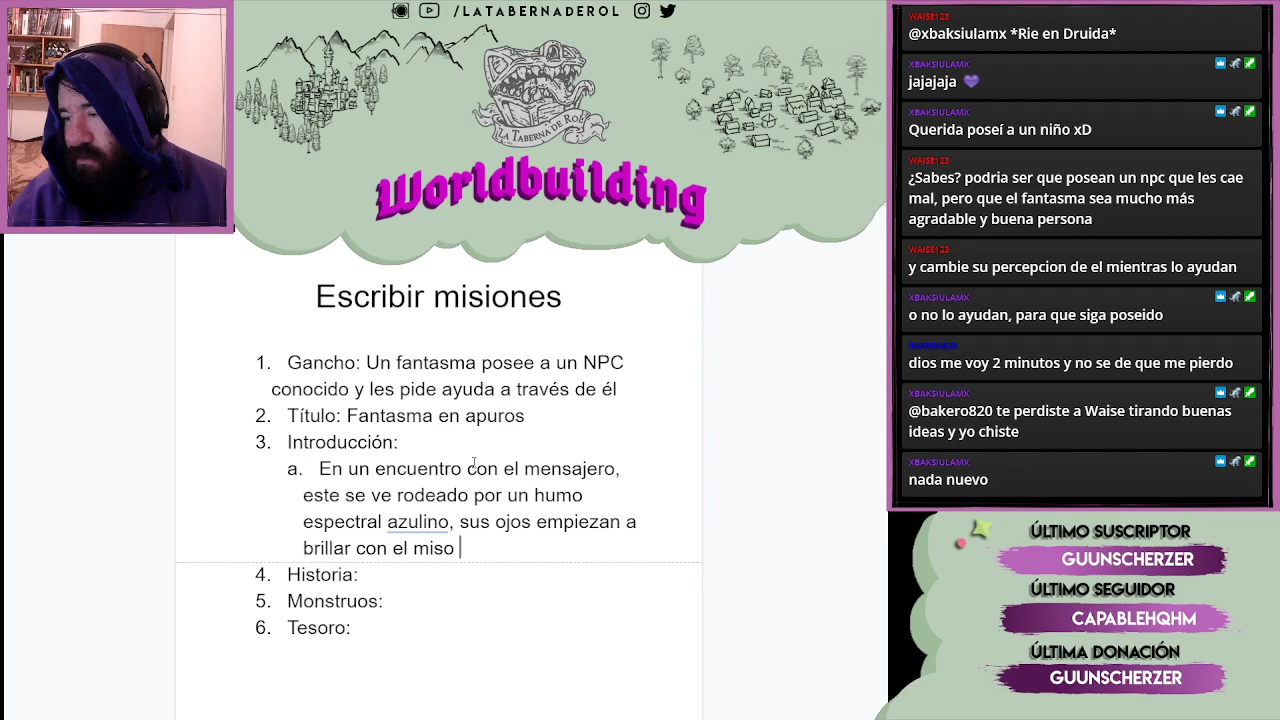 /LATABERNADEROL
LA TABERNA DE ROL
Worldbuilding
Escribir misiones
1. Gancho: Un fantasma posee a un NPC
conocido y les pide ayuda a través de él
2. Título: Fantasma en apuros
3. Introducción:
a. En un encuentro con el mensajero,
este se ve rodeado por un humo
espectral azulino, sus ojos empiezan a
brillar con el miso
4. Historia:
5. Monstruos:
6. Tesoro:
WAISE123
@xbaksiulamx *Rie en Druida*
XBAKSIULAMX
jajajaja
XBAKSIULAMX
Querida poseí a un niño xD
WAISE123
¿Sabes? podria ser que posean un npc que les cae
mal, pero que el fantasma sea mucho más
agradable y buena persona
WAISE123
y cambie su percepcion de el mientras lo ayudan
XBAKSIULAMX
o no lo ayudan, para que siga poseido
dios me voy 2 minutos y no se de que me pierdo
XBAKSIULAMX
@bakero820 te perdiste a Waise tirando buenas
ideas y yo chiste
XBAKSIULAMX
nada nuevo
ÚLTIMO SUSCRIPTOR
GUUNSCHERZER
ÚLTIMO SEGUIDOR
CAPABLEHQHM
ÚLTIMA DONACIÓN
GUUNSCHERZER